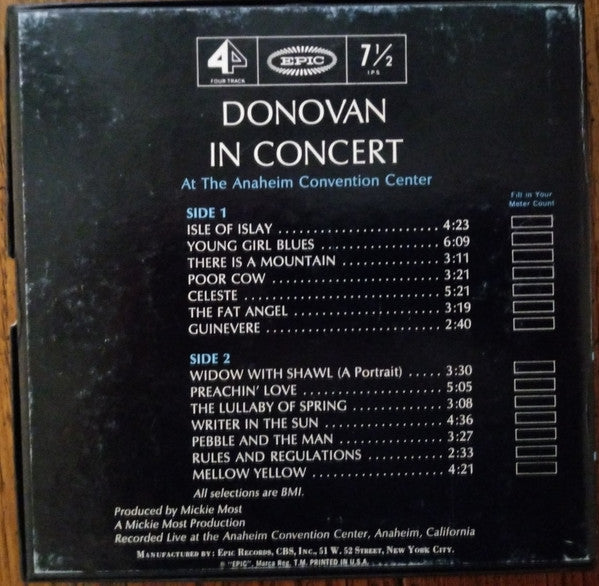 4
FOUR TRACK
EPIC
7 1/2
IPS
DONOVAN
IN CONCERT
At The Anaheim Convention Center
Fill in Your
Meter Count
SIDE 1
ISLE OF ISLAY ........................ 4:23
YOUNG GIRL BLUES .................. 6:09
THERE IS A MOUNTAIN .............. 3:11
POOR COW ......................... 3:21
CELESTE ............................. 5:21
THE FAT ANGEL ...................... 3:19
GUINEVERE .......................... 2:40
SIDE 2
WIDOW WITH SHAWL (A Portrait) ..... 3:30
PREACHIN' LOVE ..................... 5:05
THE LULLABY OF SPRING ............. 3:08
WRITER IN THE SUN ................. 4:36
PEBBLE AND THE MAN ............... 3:27
RULES AND REGULATIONS ........... 2:33
MELLOW YELLOW ................... 4:21
All selections are BMI.
Produced by Mickie Most
A Mickie Most Production
Recorded Live at the Anaheim Convention Center, Anaheim, California
MANUFACTURED BY: EPIC RECORDS, CBS, INC., 51 W. 52 STREET, NEW YORK CITY.
® "EPIC", Marca Reg. T.M. PRINTED IN U.S.A.